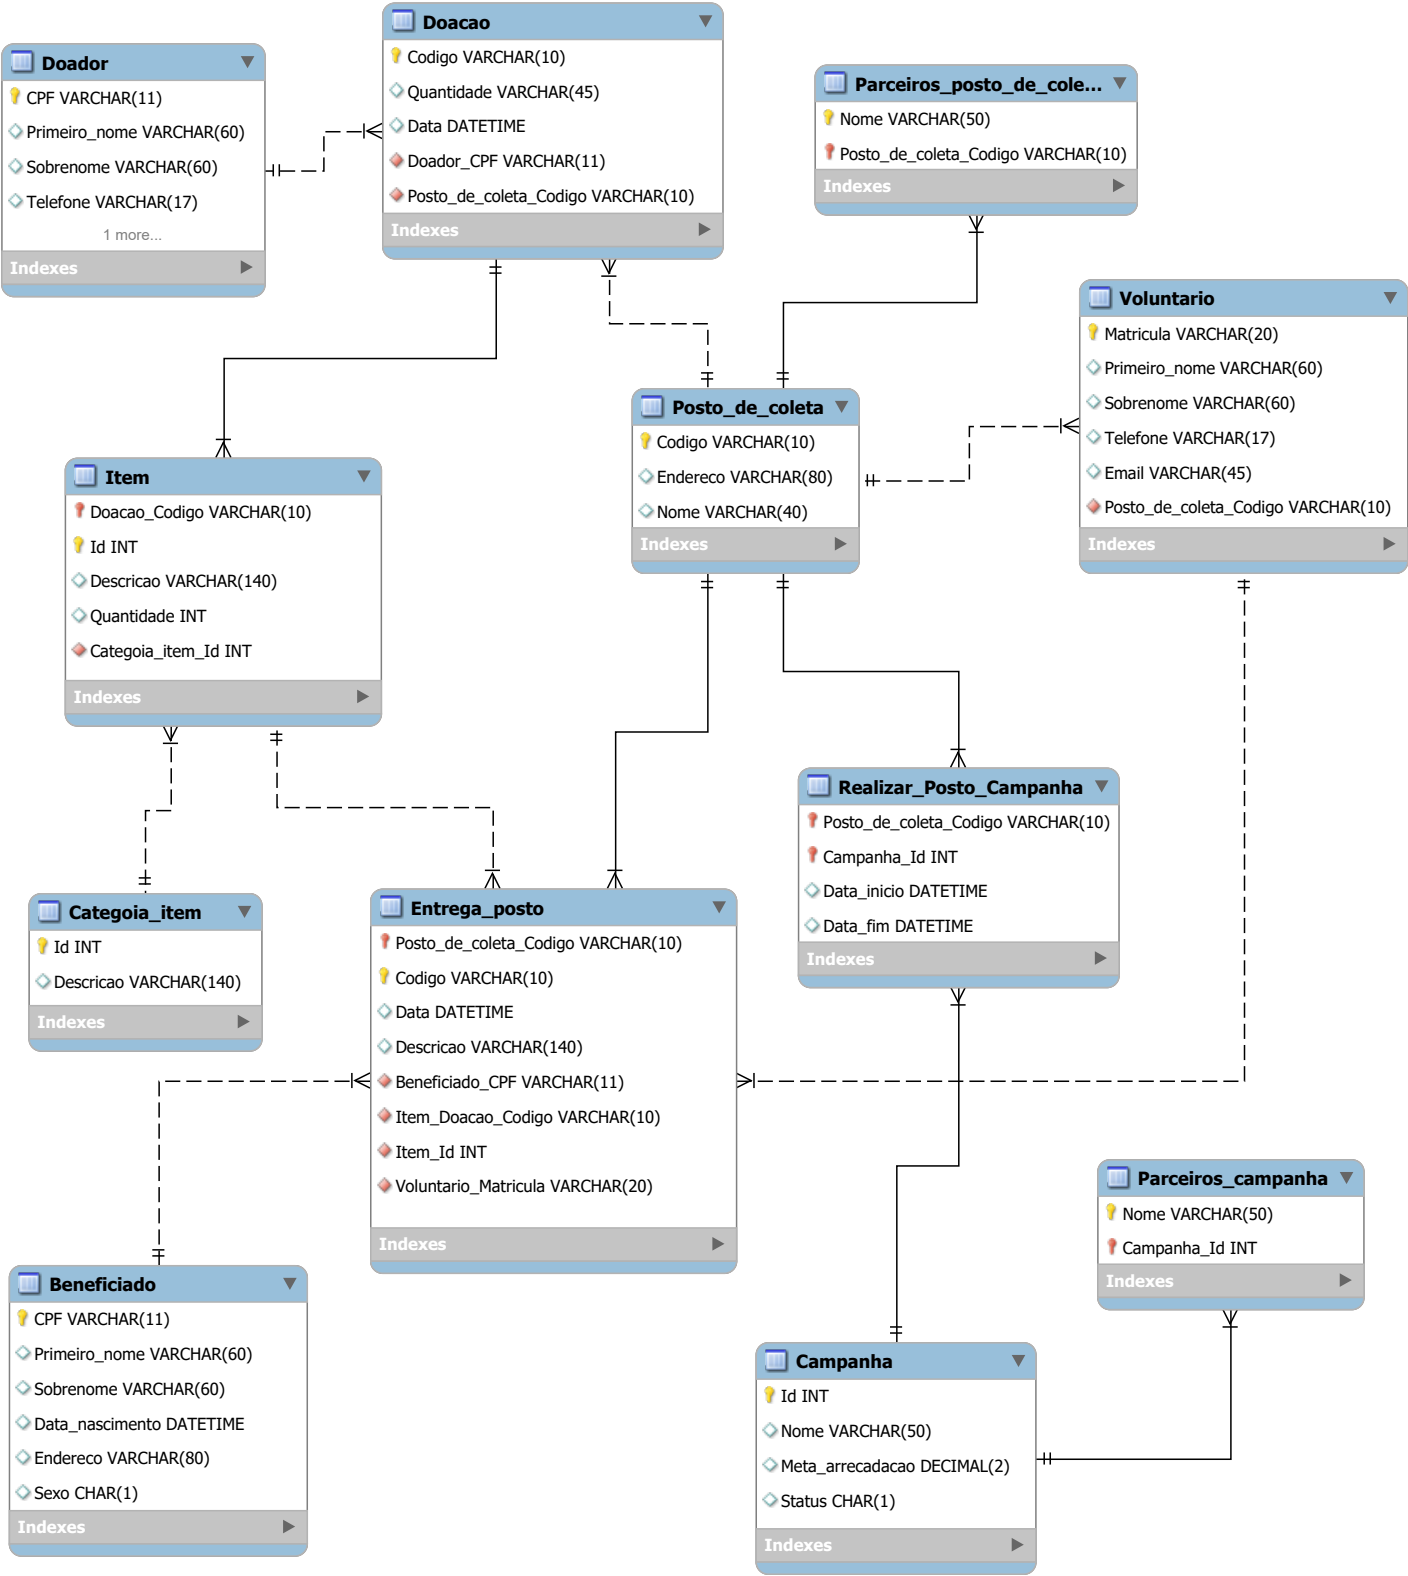 Doacao
Codigo VARCHAR(10)
Quantidade VARCHAR(45)
Data DATETIME
Doador_CPF VARCHAR(11)
Posto_de_coleta_Codigo VARCHAR(10)
Indexes
Doador
CPF VARCHAR(11)
Primeiro_nome VARCHAR(60)
Sobrenome VARCHAR(60)
Telefone VARCHAR(17)
1 more...
Indexes
Parceiros_posto_de_cole...
Nome VARCHAR(50)
Posto_de_coleta_Codigo VARCHAR(10)
Indexes
Voluntario
Matricula VARCHAR(20)
Primeiro_nome VARCHAR(60)
Sobrenome VARCHAR(60)
Telefone VARCHAR(17)
Email VARCHAR(45)
Posto_de_coleta_Codigo VARCHAR(10)
Indexes
Posto_de_coleta
Codigo VARCHAR(10)
Endereco VARCHAR(80)
Nome VARCHAR(40)
Indexes
Item
Doacao_Codigo VARCHAR(10)
Id INT
Descricao VARCHAR(140)
Quantidade INT
Categoia_item_Id INT
Indexes
Realizar_Posto_Campanha
Posto_de_coleta_Codigo VARCHAR(10)
Campanha_Id INT
Data_inicio DATETIME
Data_fim DATETIME
Indexes
Categoia_item
Id INT
Descricao VARCHAR(140)
Indexes
Entrega_posto
Posto_de_coleta_Codigo VARCHAR(10)
Codigo VARCHAR(10)
Data DATETIME
Descricao VARCHAR(140)
Beneficiado_CPF VARCHAR(11)
Item_Doacao_Codigo VARCHAR(10)
Item_Id INT
Voluntario_Matricula VARCHAR(20)
Indexes
Parceiros_campanha
Nome VARCHAR(50)
Campanha_Id INT
Indexes
Beneficiado
CPF VARCHAR(11)
Primeiro_nome VARCHAR(60)
Sobrenome VARCHAR(60)
Data_nascimento DATETIME
Endereco VARCHAR(80)
Sexo CHAR(1)
Indexes
Campanha
Id INT
Nome VARCHAR(50)
Meta_arrecadacao DECIMAL(2)
Status CHAR(1)
Indexes